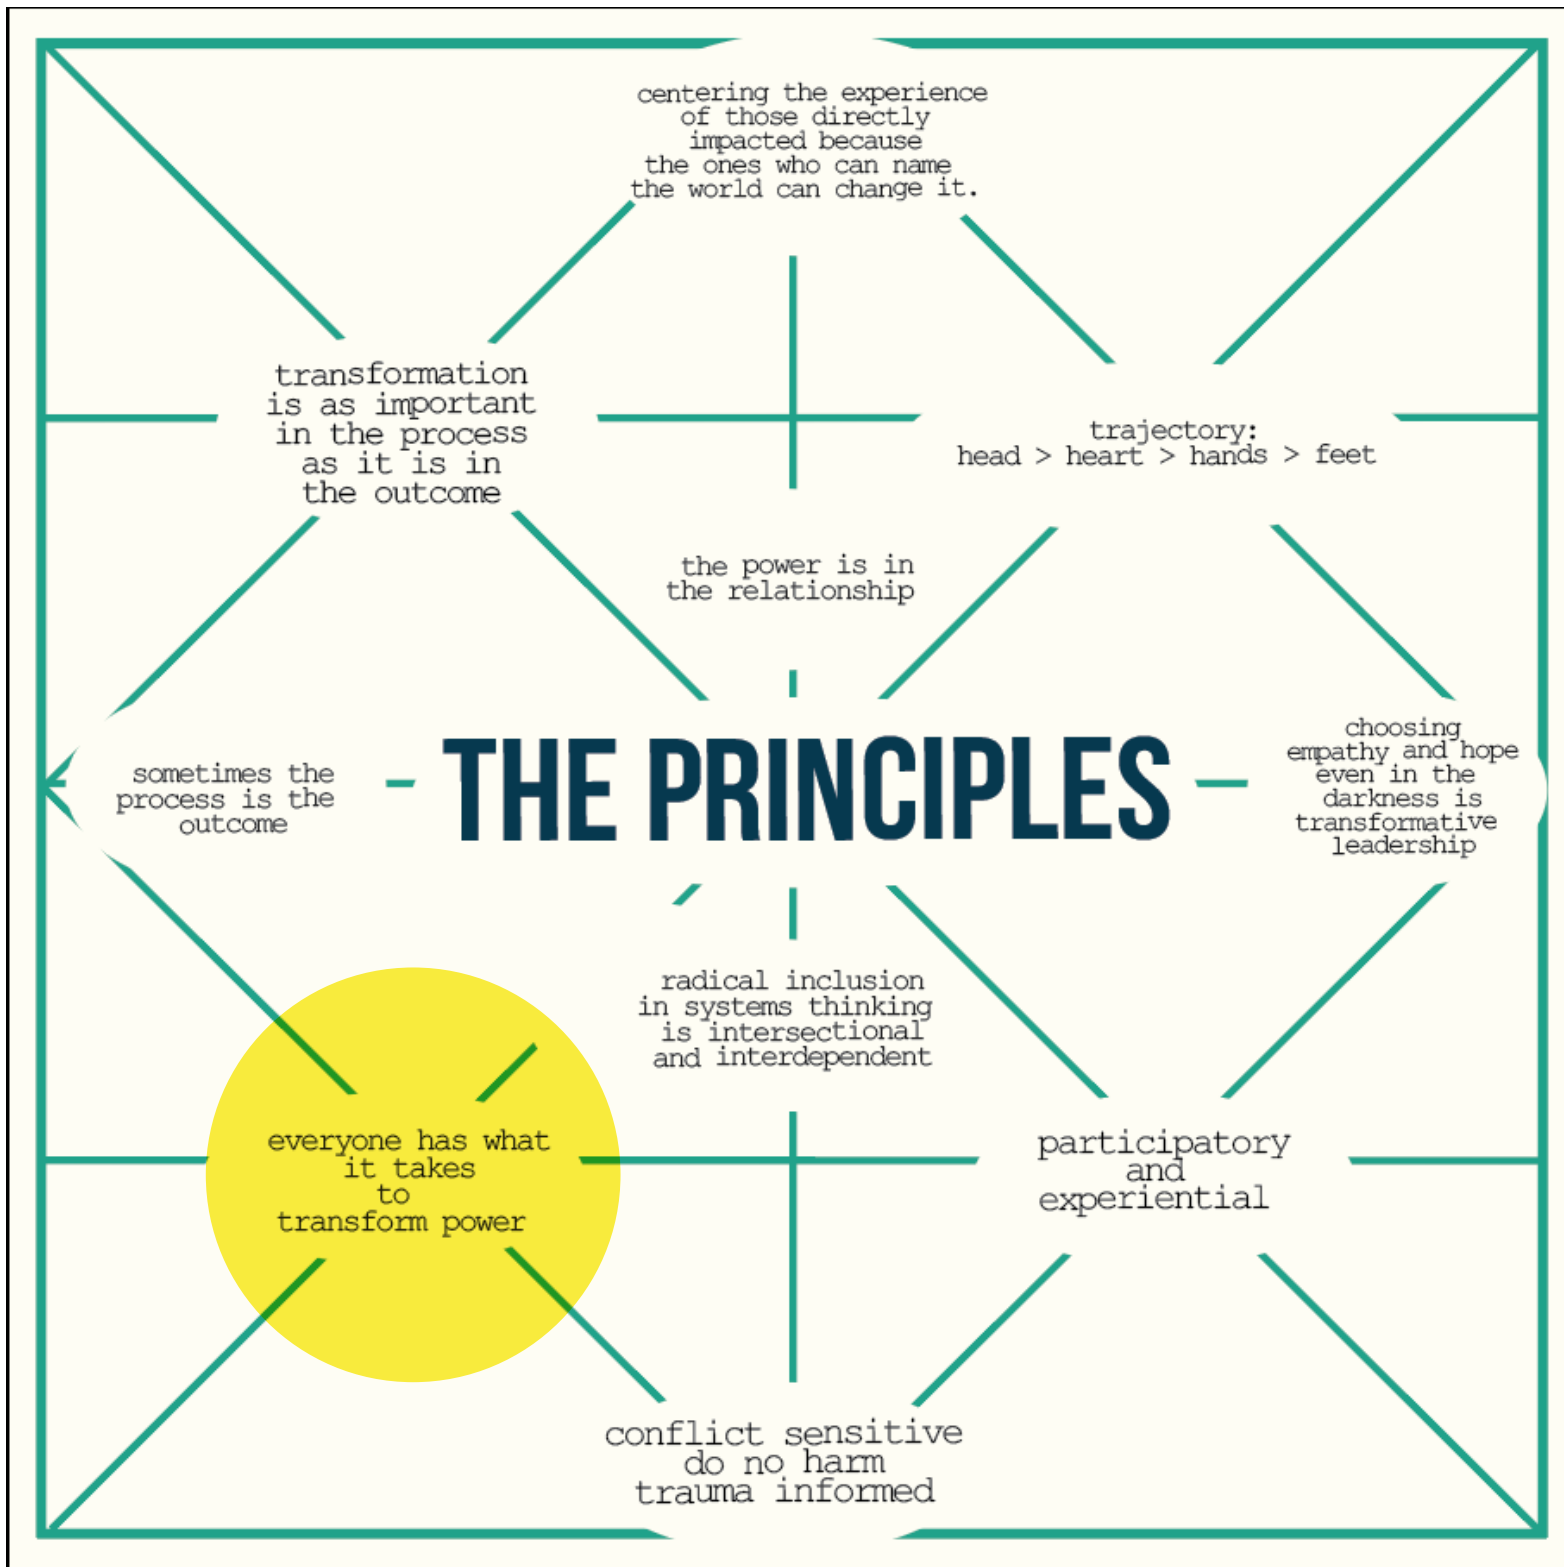 centering the experience
of those directly
impacted because
the ones who can name
the world can change it.
transformation
is as important
in the process
as it is in
the outcome
trajectory:
head > heart > hands > feet
the power is in
the relationship
sometimes the
process is the
outcome
THE PRINCIPLES
choosing
empathy and hope
even in the
darkness is
transformative
leadership
radical inclusion
in systems thinking
is intersectional
and interdependent
everyone has what
it takes
to
transform power
participatory
and
experiential
conflict sensitive
do no harm
trauma informed